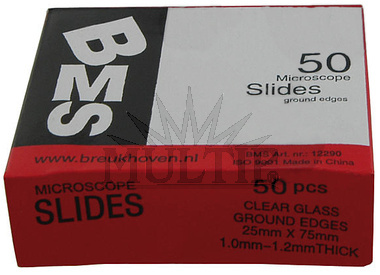 BMS
50
Microscope
Slides
ground edges
www.breukhoven.nl
BMS Art. nr.: 12290
ISO 9001 Made in China
MICROSCOPE
SLIDES
50 pcs
CLEAR GLASS
GROUND EDGES
25mm X 75mm
1.0mm-1.2mm THICK
MULTIP